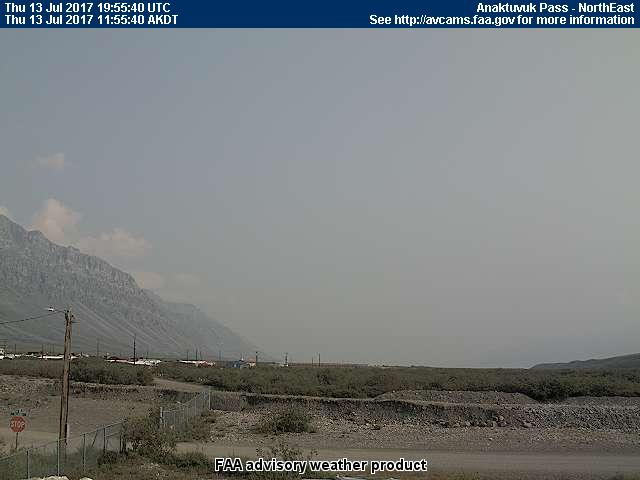 Thu 13 Jul 2017 19:55:40 UTC
Anaktuvuk Pass - NorthEast
Thu 13 Jul 2017 11:55:40 AKDT
See http://avcams.faa.gov for more information
STOP
FAA advisory weather product